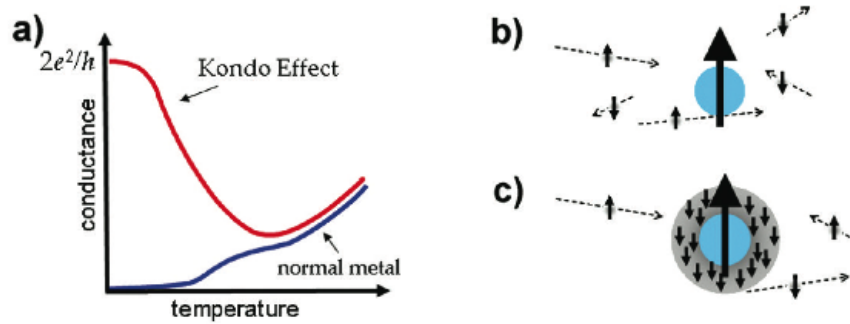 a)
2e²/h
Kondo Effect
conductance
normal metal
temperature
b)
c)